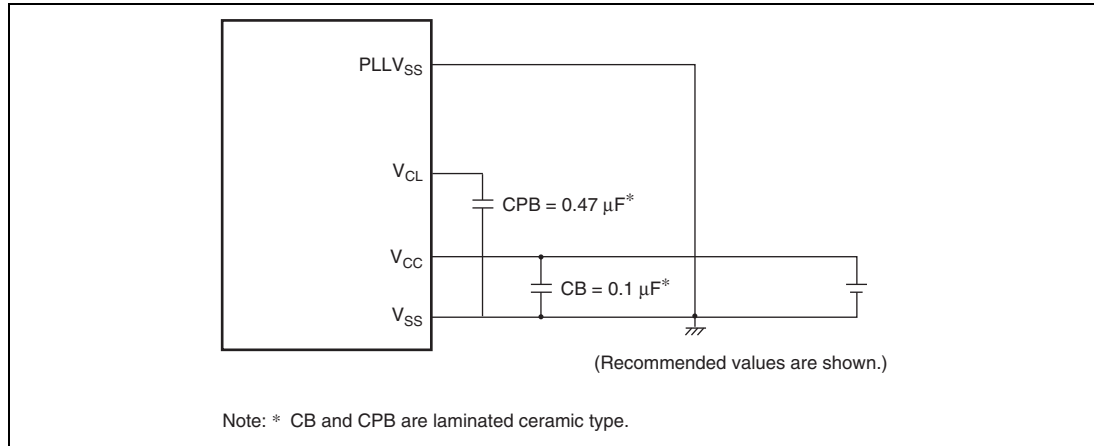 PLLVSS
VCL
CPB = 0.47 μF*
VCC
CB = 0.1 μF*
VSS
(Recommended values are shown.)
Note: * CB and CPB are laminated ceramic type.